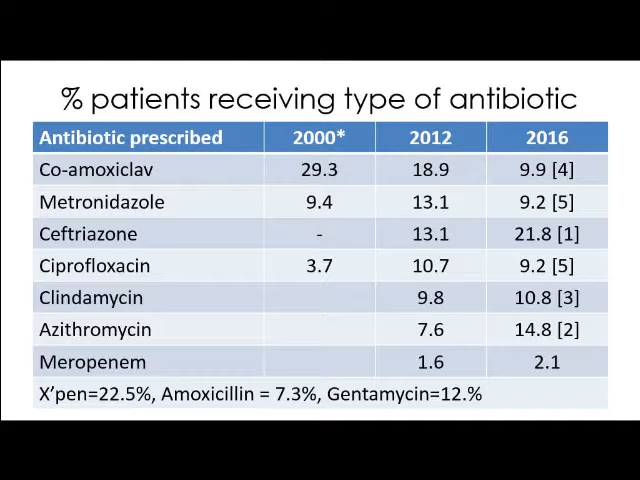 % patients receiving type of antibiotic
Antibiotic prescribed 2000* 2012 2016
Co-amoxiclav 29.3 18.9 9.9 [4]
Metronidazole 9.4 13.1 9.2 [5]
Ceftriazone - 13.1 21.8 [1]
Ciprofloxacin 3.7 10.7 9.2 [5]
Clindamycin 9.8 10.8 [3]
Azithromycin 7.6 14.8 [2]
Meropenem 1.6 2.1
X’pen=22.5%, Amoxicillin = 7.3%, Gentamycin=12.%